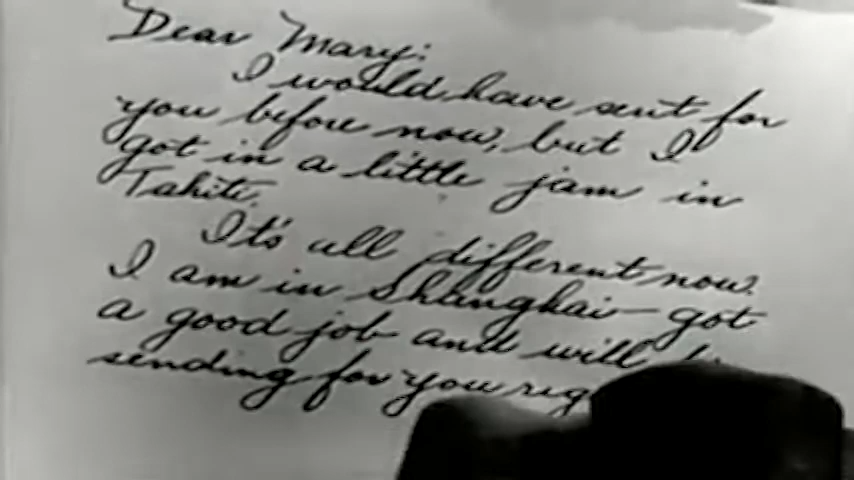 Dear Mary:
I would have sent for
you before now, but I
got in a little jam in
Tahiti.
It's all different now.
I am in Shanghai — got
a good job and will
sending for you